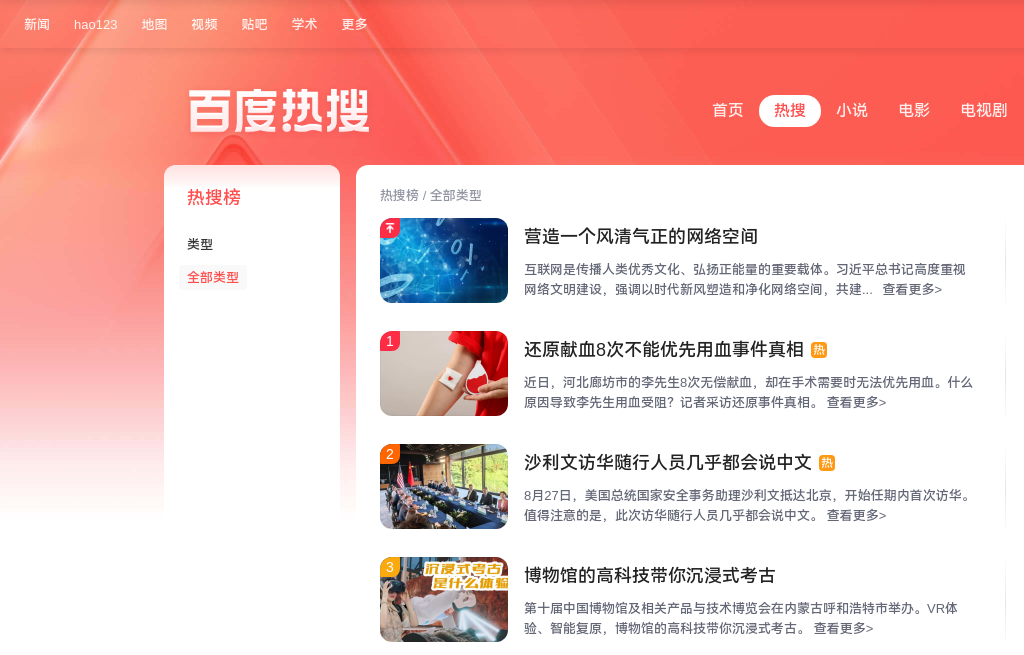 新闻 hao123 地图 视频 贴吧 学术 更多
百度热搜
首页 热搜 小说 电影 电视剧
热搜榜
类型
全部类型
热搜榜 / 全部类型
营造一个风清气正的网络空间
互联网是传播人类优秀文化、弘扬正能量的重要载体。习近平总书记高度重视
网络文明建设，强调以时代新风塑造和净化网络空间，共建... 查看更多>
1
还原献血8次不能优先用血事件真相 热
近日，河北廊坊市的李先生8次无偿献血，却在手术需要时无法优先用血。什么
原因导致李先生用血受阻？记者采访还原事件真相。 查看更多>
2
沙利文访华随行人员几乎都会说中文 热
8月27日，美国总统国家安全事务助理沙利文抵达北京，开始任期内首次访华。
值得注意的是，此次访华随行人员几乎都会说中文。 查看更多>
3
沉浸式考古
是什么体验
博物馆的高科技带你沉浸式考古
第十届中国博物馆及相关产品与技术博览会在内蒙古呼和浩特市举办。VR体
验、智能复原，博物馆的高科技带你沉浸式考古。 查看更多>